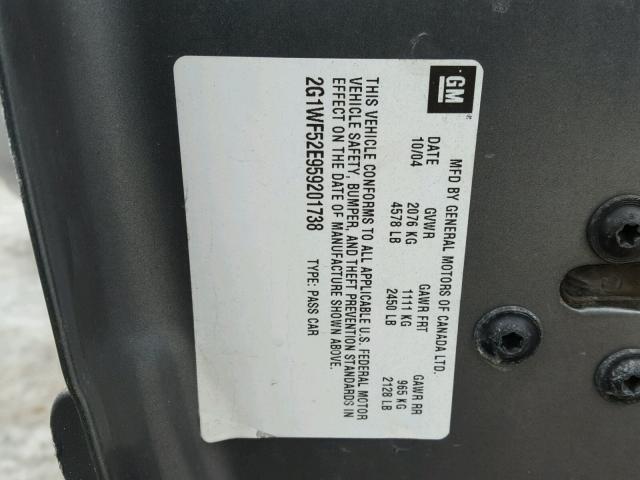 GM
MFD BY GENERAL MOTORS OF CANADA LTD.
DATE GVWR GAWR FRT GAWR RR
10/04 2076 KG 1111 KG 965 KG
4578 LB 2450 LB 2128 LB
THIS VEHICLE CONFORMS TO ALL APPLICABLE U.S. FEDERAL MOTOR
VEHICLE SAFETY, BUMPER, AND THEFT PREVENTION STANDARDS IN
EFFECT ON THE DATE OF MANUFACTURE SHOWN ABOVE.
2G1WF52E959201738 TYPE: PASS CAR